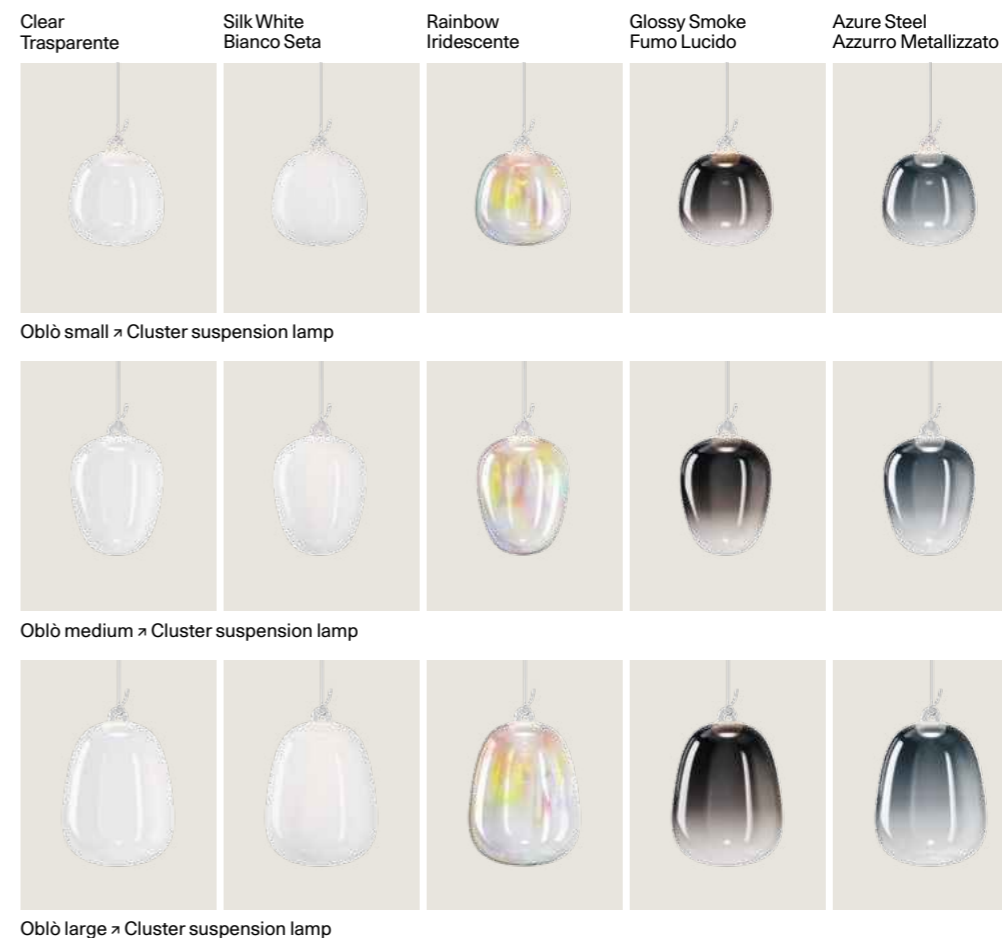 Clear
Trasparente
Silk White
Bianco Seta
Rainbow
Iridescente
Glossy Smoke
Fumo Lucido
Azure Steel
Azzurro Metallizzato
Oblò small ↗ Cluster suspension lamp
Oblò medium ↗ Cluster suspension lamp
Oblò large ↗ Cluster suspension lamp